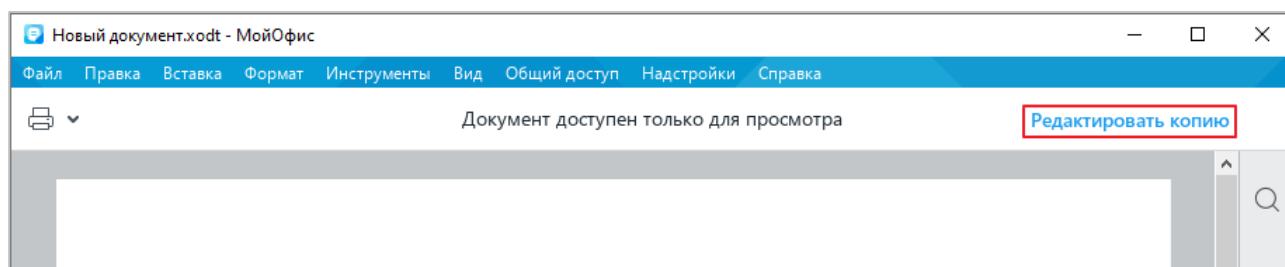 Новый документ.xodt - МойОфис
Файл Правка Вставка Формат Инструменты Вид Общий доступ Надстройки Справка
Документ доступен только для просмотра Редактировать копию